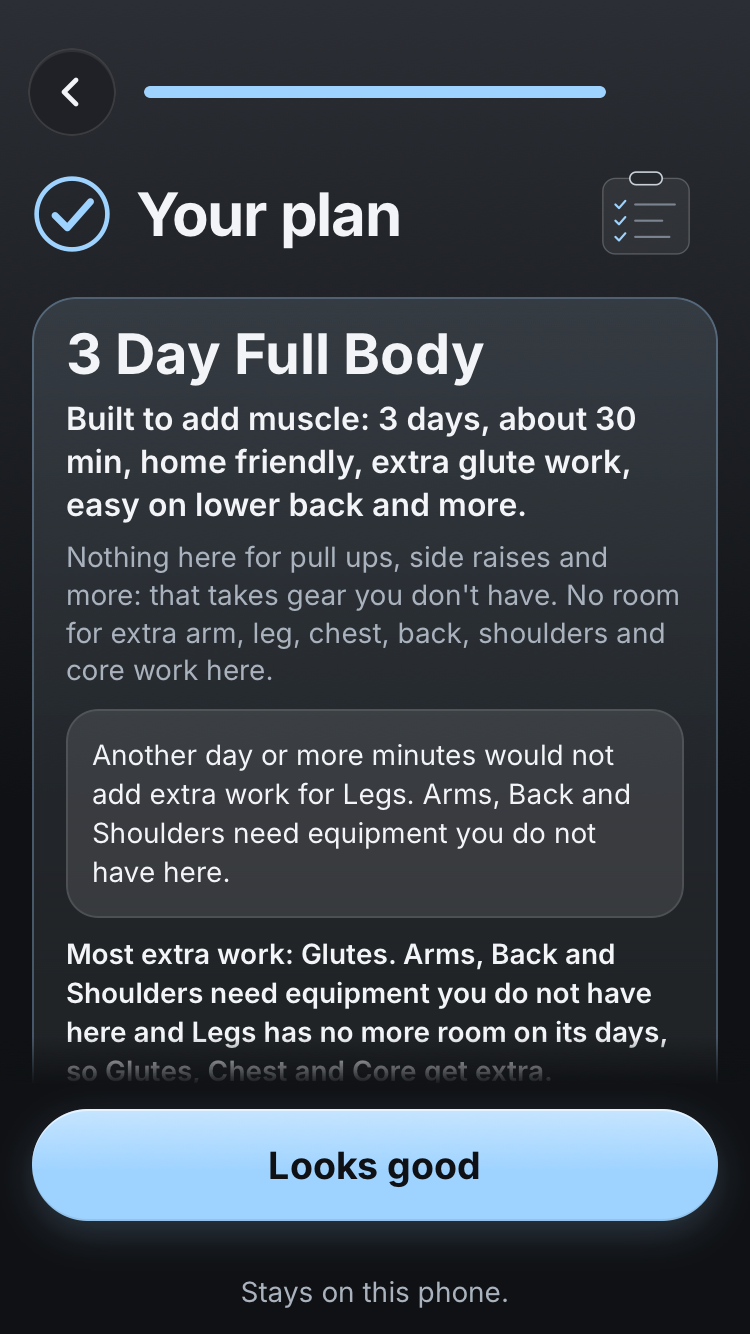 Your plan
3 Day Full Body
Built to add muscle: 3 days, about 30
min, home friendly, extra glute work,
easy on lower back and more.
Nothing here for pull ups, side raises and
more: that takes gear you don't have. No room
for extra arm, leg, chest, back, shoulders and
core work here.
Another day or more minutes would not
add extra work for Legs. Arms, Back and
Shoulders need equipment you do not
have here.
Most extra work: Glutes. Arms, Back and
Shoulders need equipment you do not have
here and Legs has no more room on its days,
so Glutes, Chest and Core get extra.
Looks good
Stays on this phone.